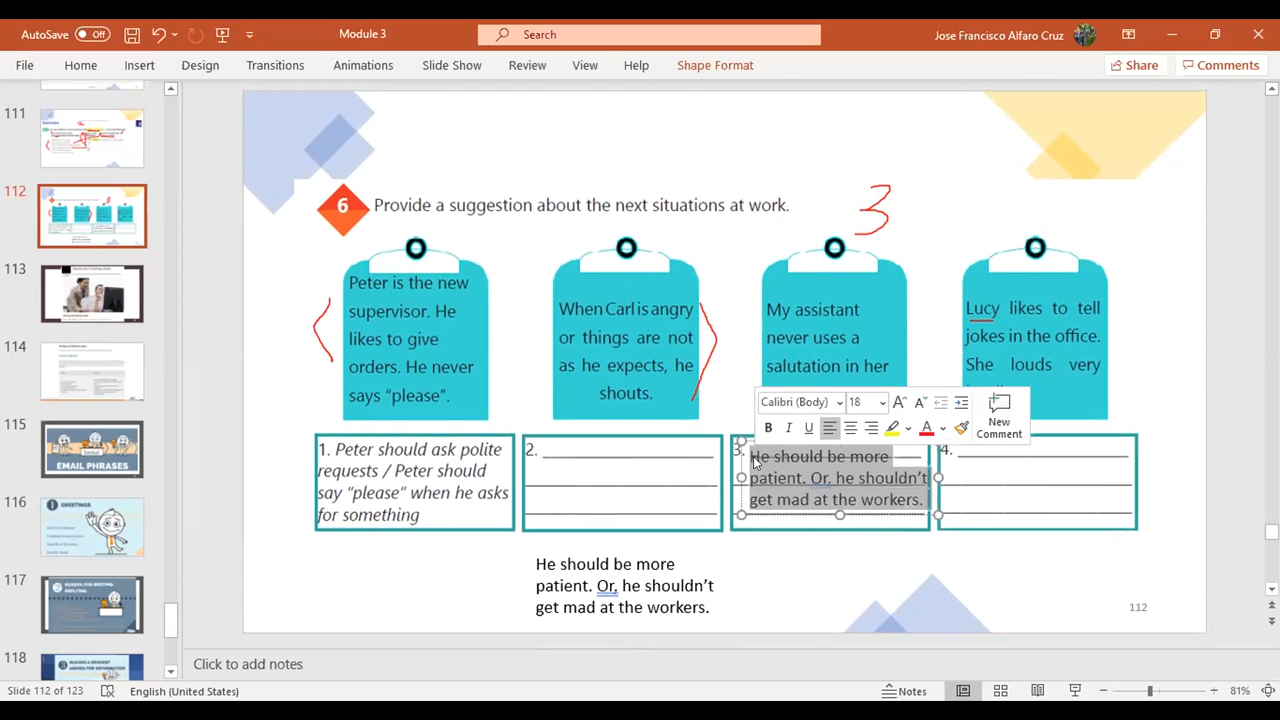 AutoSave Off Module 3 Search Jose Francisco Alfaro Cruz
File Home Insert Design Transitions Animations Slide Show Review View Help Shape Format Share Comments
111
112
113
114
115
EMAIL PHRASES
116
GREETINGS
117
118
6 Provide a suggestion about the next situations at work.
3
Peter is the new
supervisor. He
likes to give
orders. He never
says “please”.
When Carl is angry
or things are not
as he expects, he
shouts.
My assistant
never uses a
salutation in her
Lucy likes to tell
jokes in the office.
She louds very
Calibri (Body) 18
B I U A
New
Comment
1. Peter should ask polite
requests / Peter should
say “please” when he asks
for something
2.
3.
He should be more
patient. Or, he shouldn’t
get mad at the workers.
4.
He should be more
patient. Or, he shouldn’t
get mad at the workers.
112
Click to add notes
Slide 112 of 123 English (United States) Notes 81%